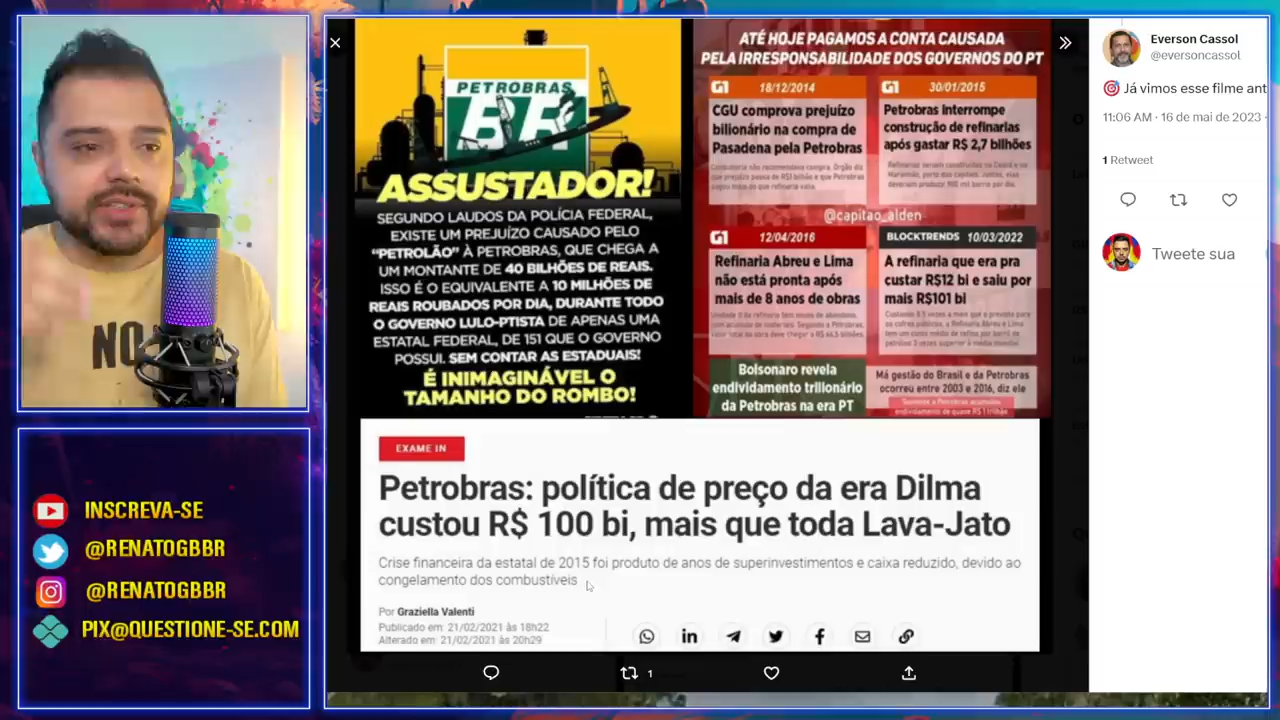 NO
INSCREVA-SE
@RENATOGBBR
@RENATOGBBR
PIX@QUESTIONE-SE.COM
PETROBRAS
BR
ASSUSTADOR!
SEGUNDO LAUDOS DA POLÍCIA FEDERAL,
EXISTE UM PREJUÍZO CAUSADO PELO
“PETROLÃO” À PETROBRAS, QUE CHEGA A
UM MONTANTE DE 40 BILHÕES DE REAIS.
ISSO É O EQUIVALENTE A 10 MILHÕES DE
REAIS ROUBADOS POR DIA, DURANTE TODO
O GOVERNO LULO-PTISTA DE APENAS UMA
ESTATAL FEDERAL, DE 151 QUE O GOVERNO
POSSUI. SEM CONTAR AS ESTADUAIS!
É INIMAGINÁVEL O
TAMANHO DO ROMBO!
ATÉ HOJE PAGAMOS A CONTA CAUSADA
PELA IRRESPONSABILIDADE DOS GOVERNOS DO PT
G1 18/12/2014
CGU comprova prejuízo
bilionário na compra de
Pasadena pela Petrobras
G1 30/01/2015
Petrobras interrompe
construção de refinarias
após gastar R$ 2,7 bilhões
@capitao_alden
G1 12/04/2016
Refinaria Abreu e Lima
não está pronta após
mais de 8 anos de obras
BLOCKTRENDS 10/03/2022
A refinaria que era pra
custar R$12 bi e saiu por
mais R$101 bi
Bolsonaro revela
endividamento trilionário
da Petrobras na era PT
Má gestão do Brasil e da Petrobras
ocorreu entre 2003 e 2016, diz ele
Somente a Petrobras acumulou
endividamento de quase R$ 1 trilhão
EXAME IN
Petrobras: política de preço da era Dilma
custou R$ 100 bi, mais que toda Lava-Jato
Crise financeira da estatal de 2015 foi produto de anos de superinvestimentos e caixa reduzido, devido ao
congelamento dos combustíveis
Por Graziella Valenti
Publicado em: 21/02/2021 às 18h22
Alterado em: 21/02/2021 às 20h29
1
Everson Cassol
@eversoncassol
Já vimos esse filme ant
11:06 AM · 16 de mai de 2023 ·
1 Retweet
Tweete sua